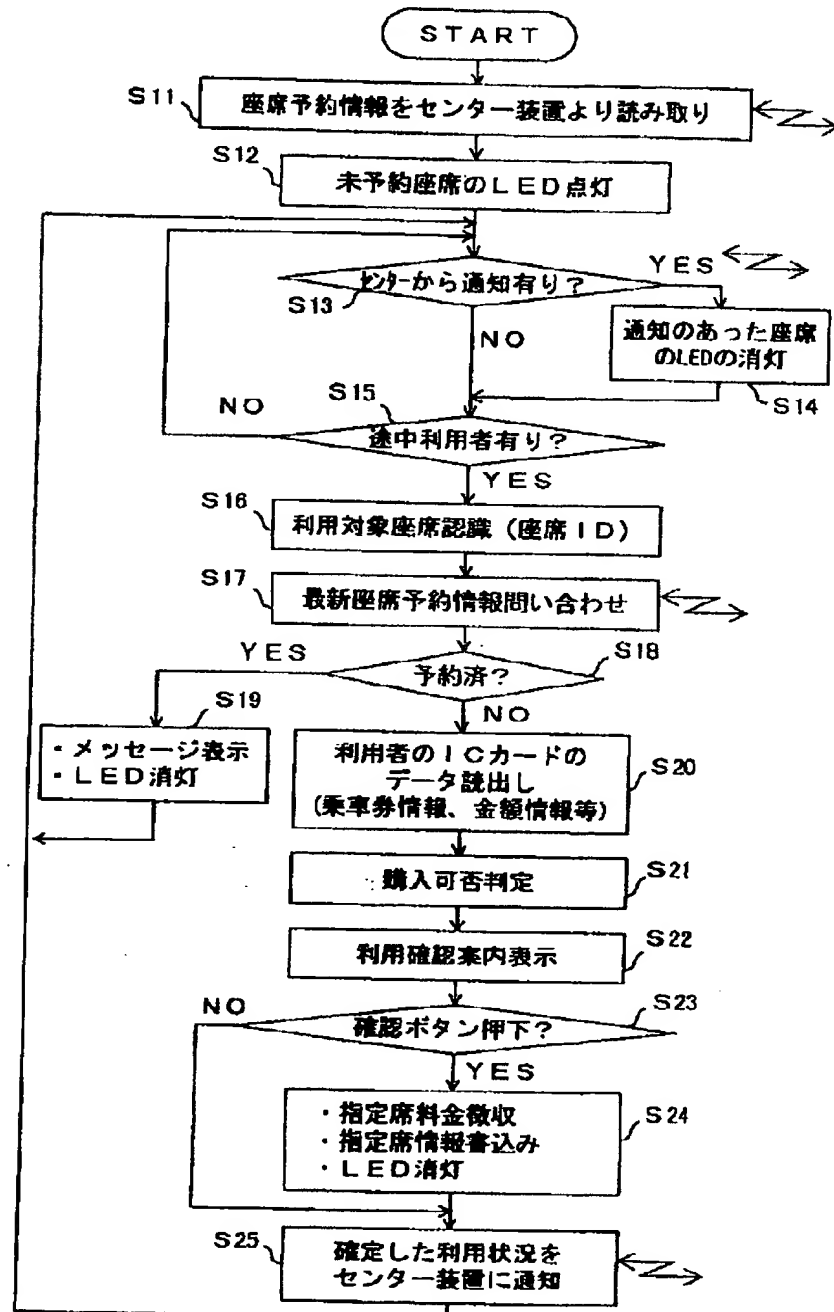 START
S11
座席予約情報をセンター装置より読み取り
S12
未予約座席のLED点灯
センターから通知有り?
YES
S13
NO
通知のあった座席
のLEDの消灯
S14
S15
NO
途中利用者有り?
YES
S16
利用対象座席認識(座席ID)
S17
最新座席予約情報問い合わせ
YES
予約済?
S18
NO
S19
・メッセージ表示
・LED消灯
利用者のICカードの
データ読出し
(乗車券情報、金額情報等)
S20
購入可否判定
S21
利用確認案内表示
S22
NO
確認ボタン押下?
S23
YES
・指定席料金徴収
・指定席情報書込み
・LED消灯
S24
S25
確定した利用状況を
センター装置に通知